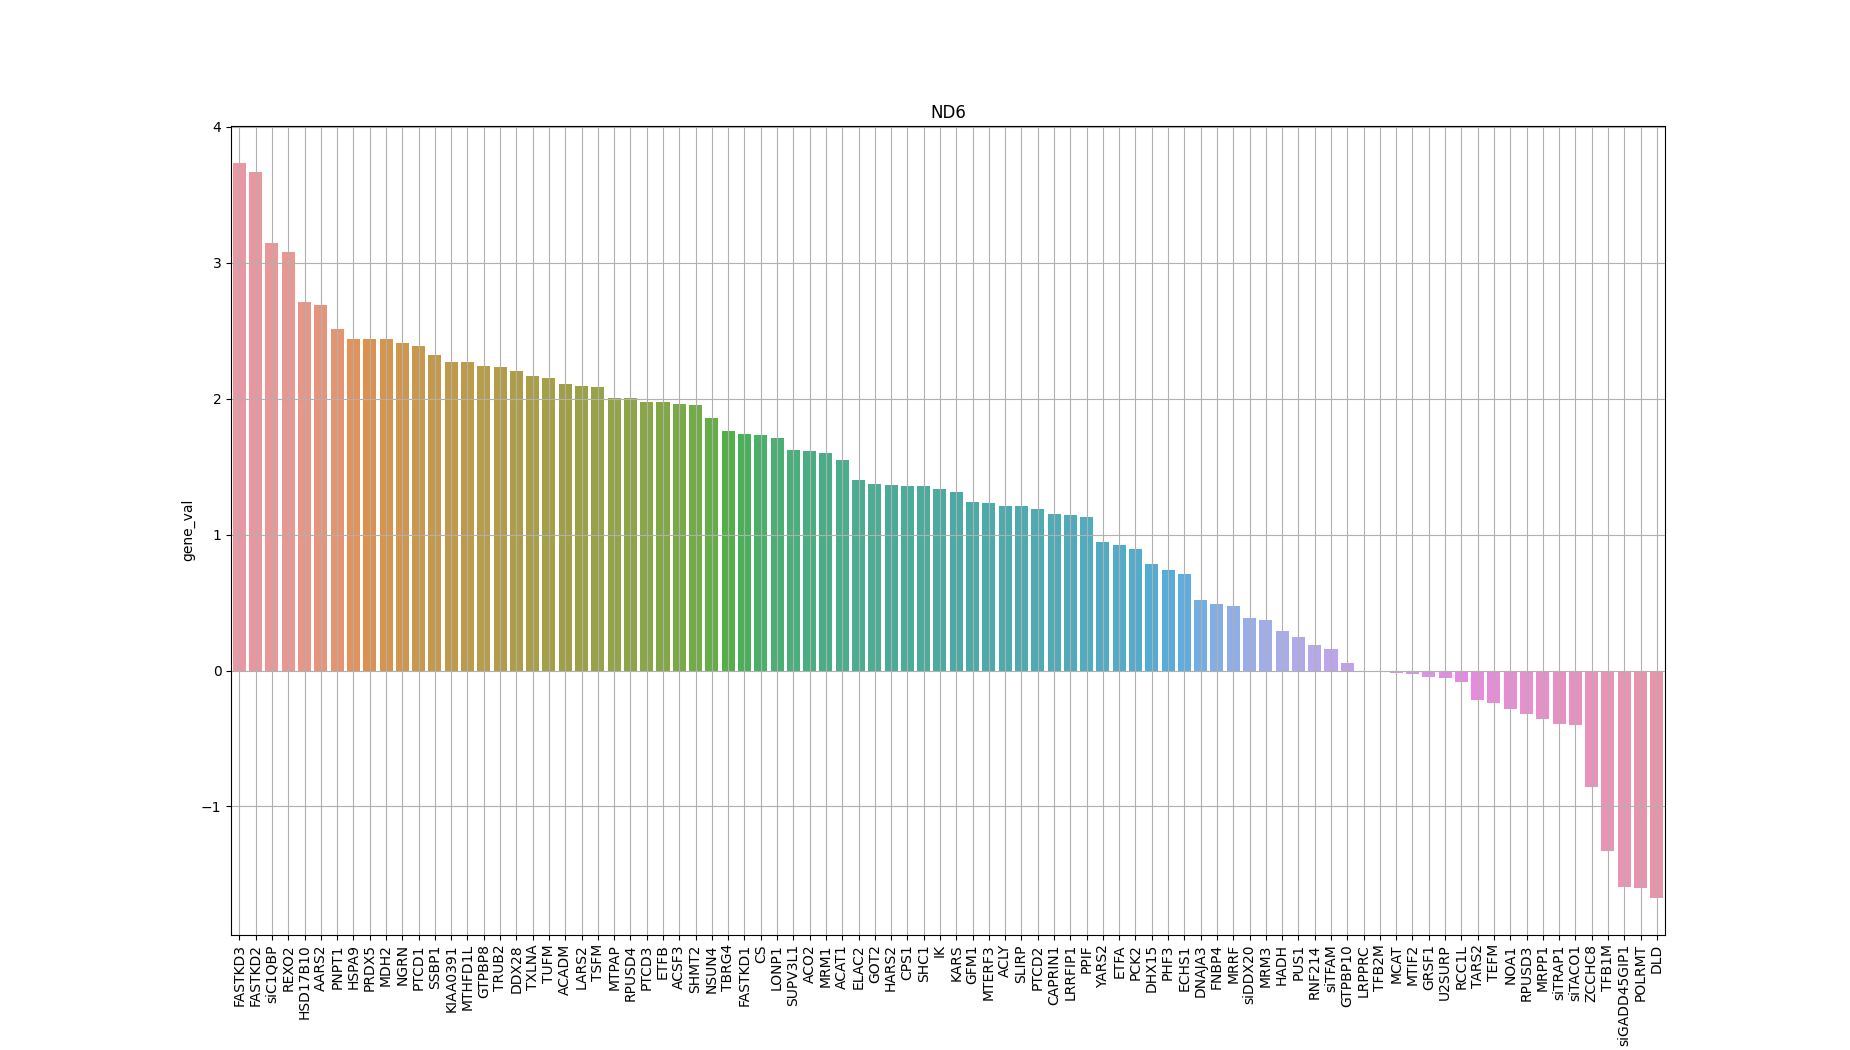 ND6
4
3
2
1
0
−1
gene_val
FASTKD3
FASTKD2
siC1QBP
REXO2
HSD17B10
AARS2
PNPT1
HSPA9
PRDX5
MDH2
NGRN
PTCD1
SSBP1
KIAA0391
MTHFD1L
GTPBP8
TRUB2
DDX28
TXLNA
TUFM
ACADM
LARS2
TSFM
MTPAP
RPUSD4
PTCD3
ETFB
ACSF3
SHMT2
NSUN4
TBRG4
FASTKD1
CS
LONP1
SUPV3L1
ACO2
MRM1
ACAT1
ELAC2
GOT2
HARS2
CPS1
SHC1
IK
KARS
GFM1
MTERF3
ACLY
SLIRP
PTCD2
CAPRIN1
LRRFIP1
PPIF
YARS2
ETFA
PCK2
DHX15
PHF3
ECHS1
DNAJA3
FNBP4
MRRF
siDDX20
MRM3
HADH
PUS1
RNF214
siTFAM
GTPBP10
LRPPRC
TFB2M
MCAT
MTIF2
GRSF1
U2SURP
RCC1L
TARS2
TEFM
NOA1
RPUSD3
MRPP1
siTRAP1
siTACO1
ZCCHC8
TFB1M
siGADD45GIP1
POLRMT
DLD